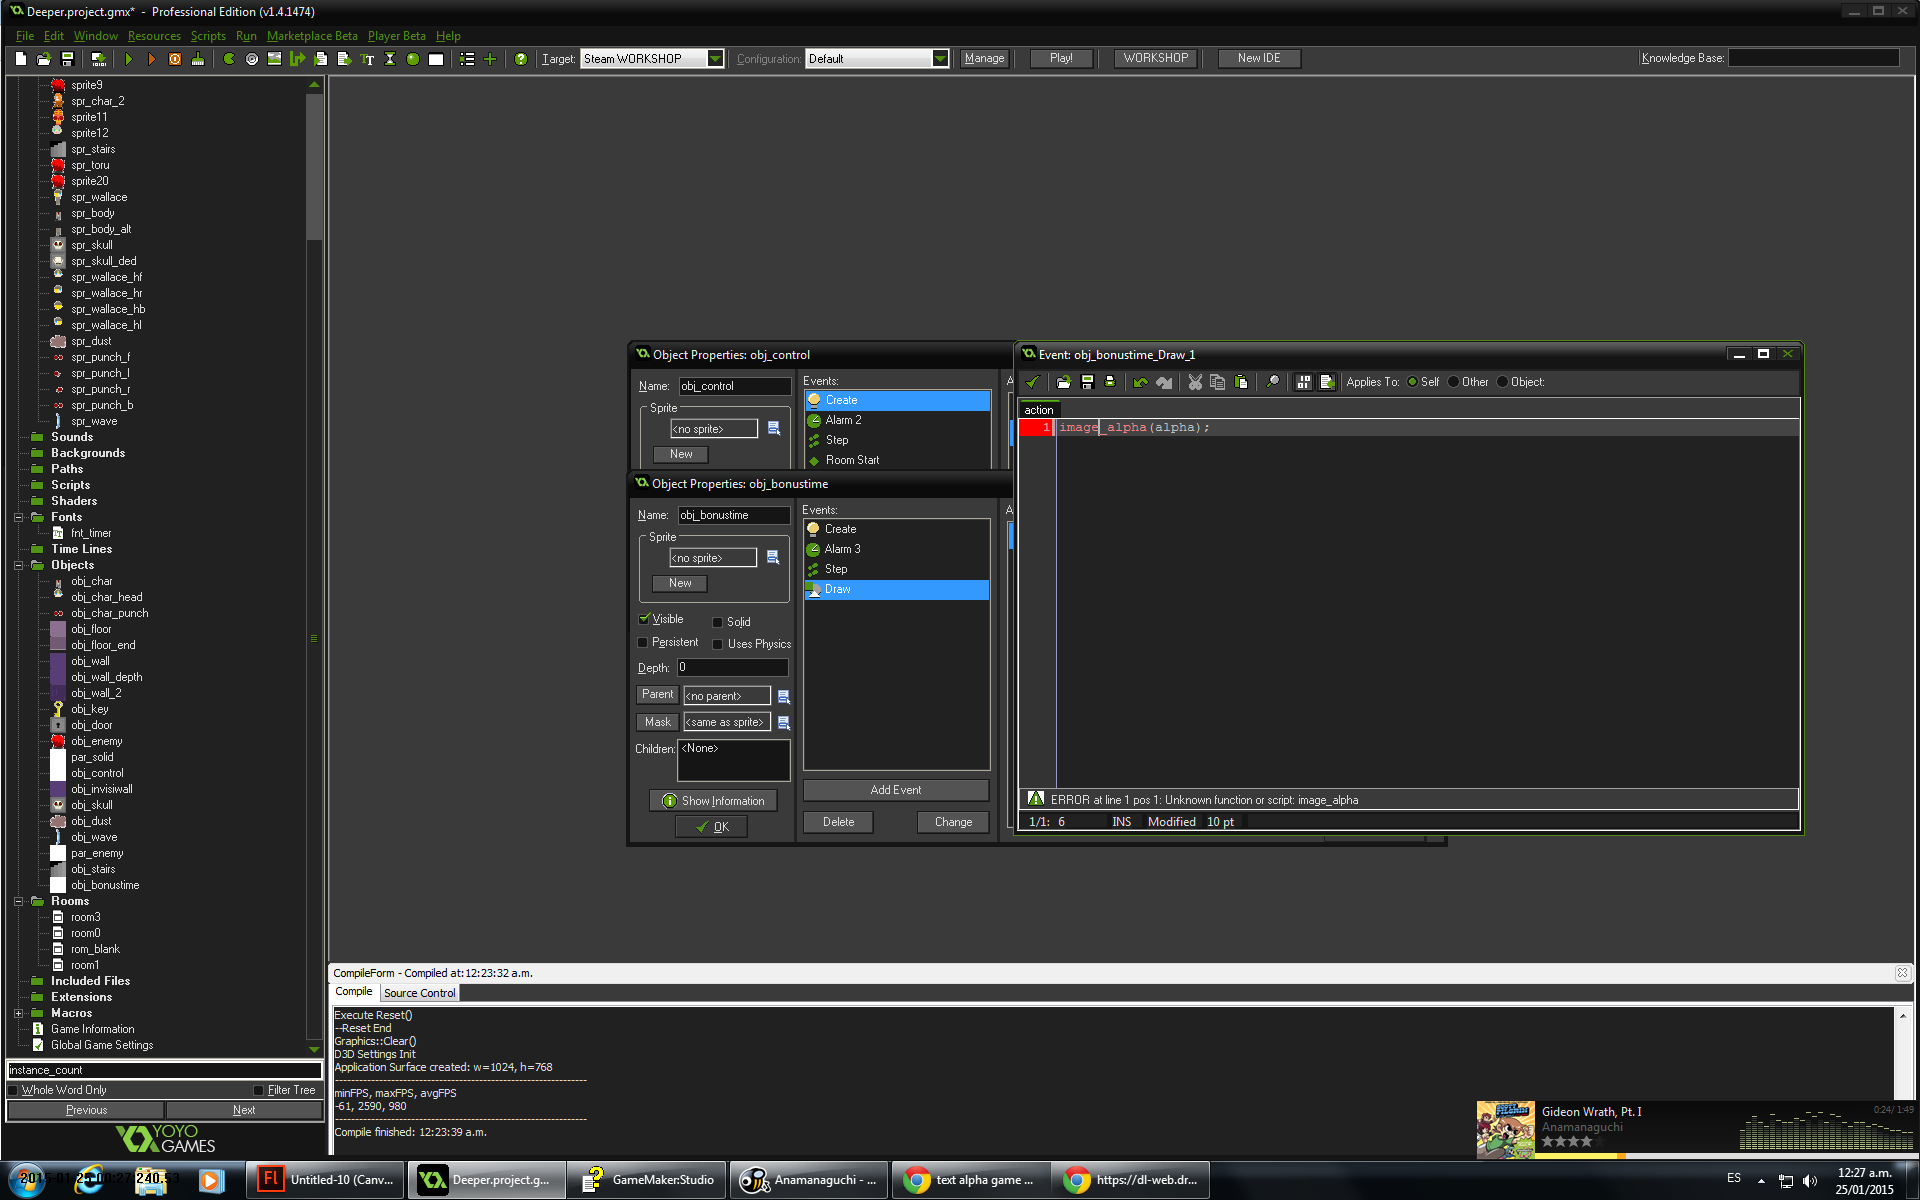 Deeper.project.gmx* - Professional Edition (v1.4.1474)
File Edit Window Resources Scripts Run Marketplace Beta Player Beta Help
Target: Steam WORKSHOP Configuration: Default Manage Play! WORKSHOP New IDE Knowledge Base:
sprite9
spr_char_2
sprite11
sprite12
spr_stairs
spr_toru
sprite20
spr_wallace
spr_body
spr_body_alt
spr_skull
spr_skull_ded
spr_wallace_hf
spr_wallace_hr
spr_wallace_hb
spr_wallace_hl
spr_dust
spr_punch_f
spr_punch_l
spr_punch_r
spr_punch_b
spr_wave
Sounds
Backgrounds
Paths
Scripts
Shaders
Fonts
fnt_timer
Time Lines
Objects
obj_char
obj_char_head
obj_char_punch
obj_floor
obj_floor_end
obj_wall
obj_wall_depth
obj_wall_2
obj_key
obj_door
obj_enemy
par_solid
obj_control
obj_invisiwall
obj_skull
obj_dust
obj_wave
par_enemy
obj_stairs
obj_bonustime
Rooms
room3
room0
rom_blank
room1
Included Files
Extensions
Macros
Game Information
Global Game Settings
instance_count
Whole Word Only Filter Tree
Previous Next
YOYO
GAMES
Object Properties: obj_control
Name: obj_control
Sprite
<no sprite>
New
Events:
Create
Alarm 2
Step
Room Start
A
Object Properties: obj_bonustime
Name: obj_bonustime
Sprite
<no sprite>
New
Visible Solid
Persistent Uses Physics
Depth: 0
Parent <no parent>
Mask <same as sprite>
Children: <None>
Show Information
OK
Events:
Create
Alarm 3
Step
Draw
Add Event
Delete Change
A
Event: obj_bonustime_Draw_1
Applies To: Self Other Object:
action
1 image_alpha(alpha);
ERROR at line 1 pos 1: Unknown function or script: image_alpha
1/1: 6 INS Modified 10 pt
CompileForm - Compiled at:12:23:32 a.m.
Compile Source Control
Execute Reset()
--Reset End
Graphics::Clear()
D3D Settings Init
Application Surface created: w=1024, h=768
minFPS, maxFPS, avgFPS
-61, 2590, 980
Compile finished: 12:23:39 a.m.
Gideon Wrath, Pt. I 0:24/ 1:49
Anamanaguchi
Untitled-10 (Canv...
Deeper.project.g...
GameMaker:Studio
Anamanaguchi - ...
text alpha game ...
https://dl-web.dr...
ES
12:27 a.m.
25/01/2015